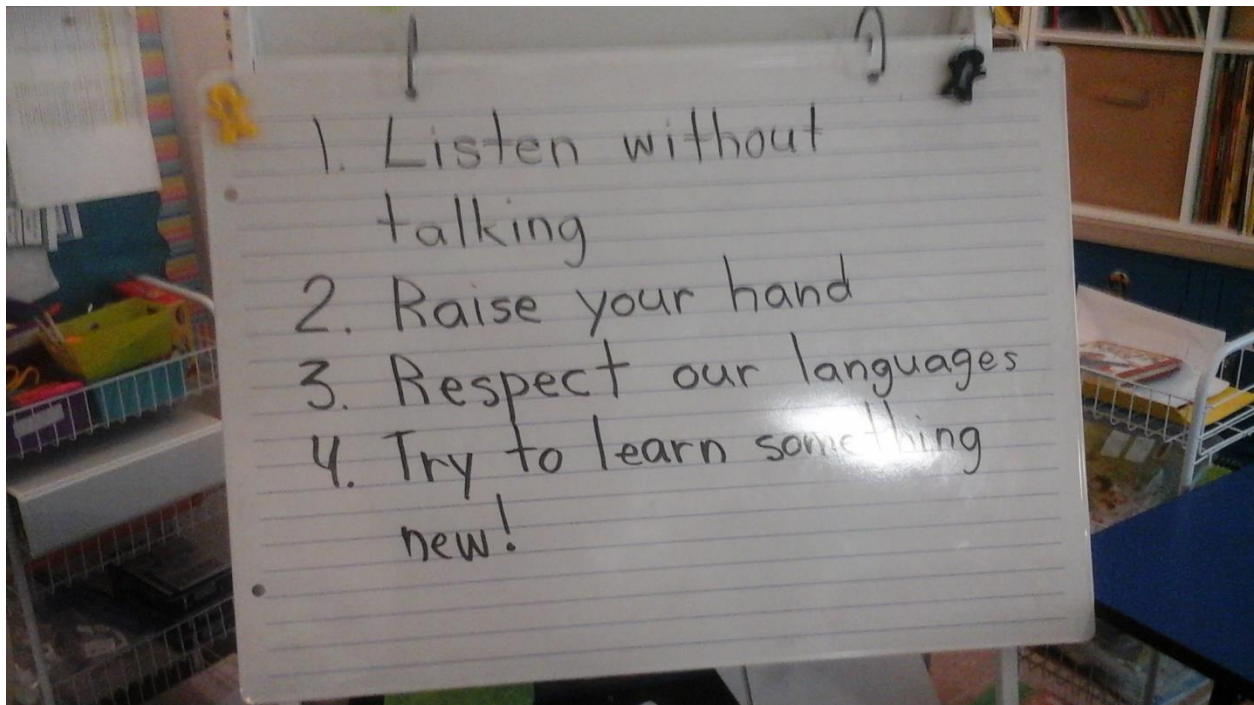 1. Listen without
talking
2. Raise your hand
3. Respect our languages
4. Try to learn something
new!